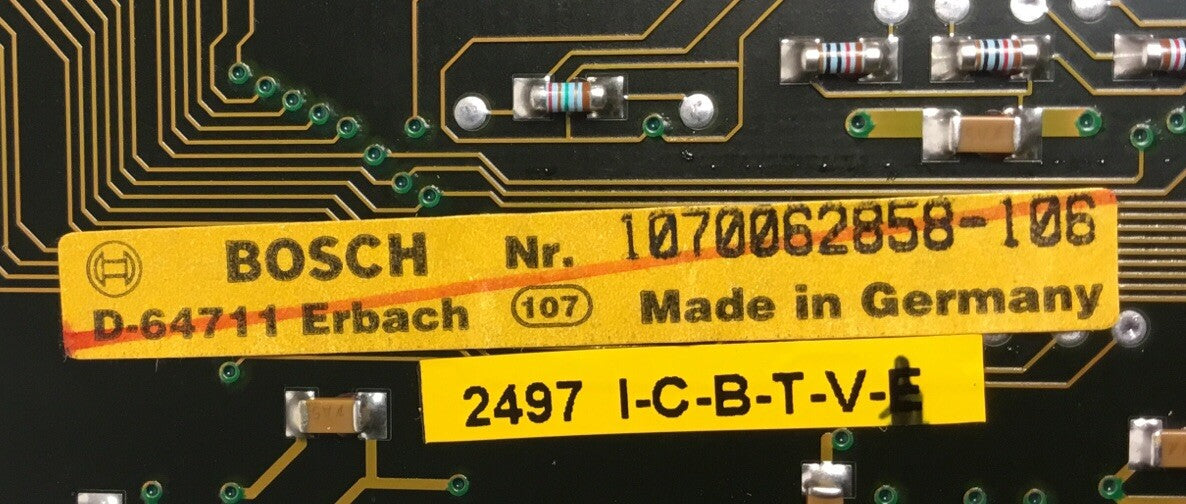 BOSCH Nr. 1070062858-106
D-64711 Erbach 107 Made in Germany
2497 I-C-B-T-V-E